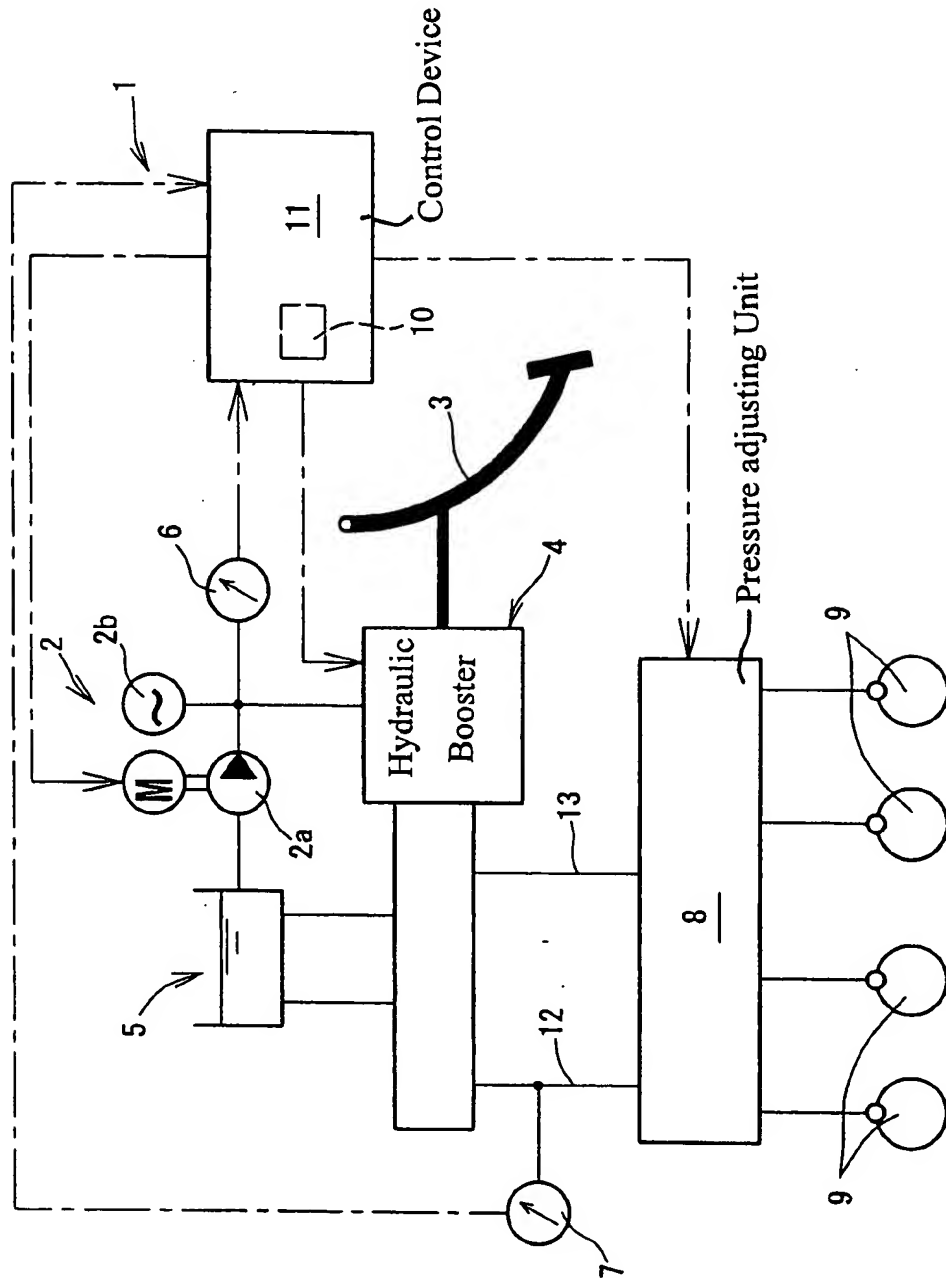 2
1
2b
5
M
6
2a
11
Control Device
10
Hydraulic
Booster
3
4
12
13
7
8
Pressure adjusting Unit
9
9